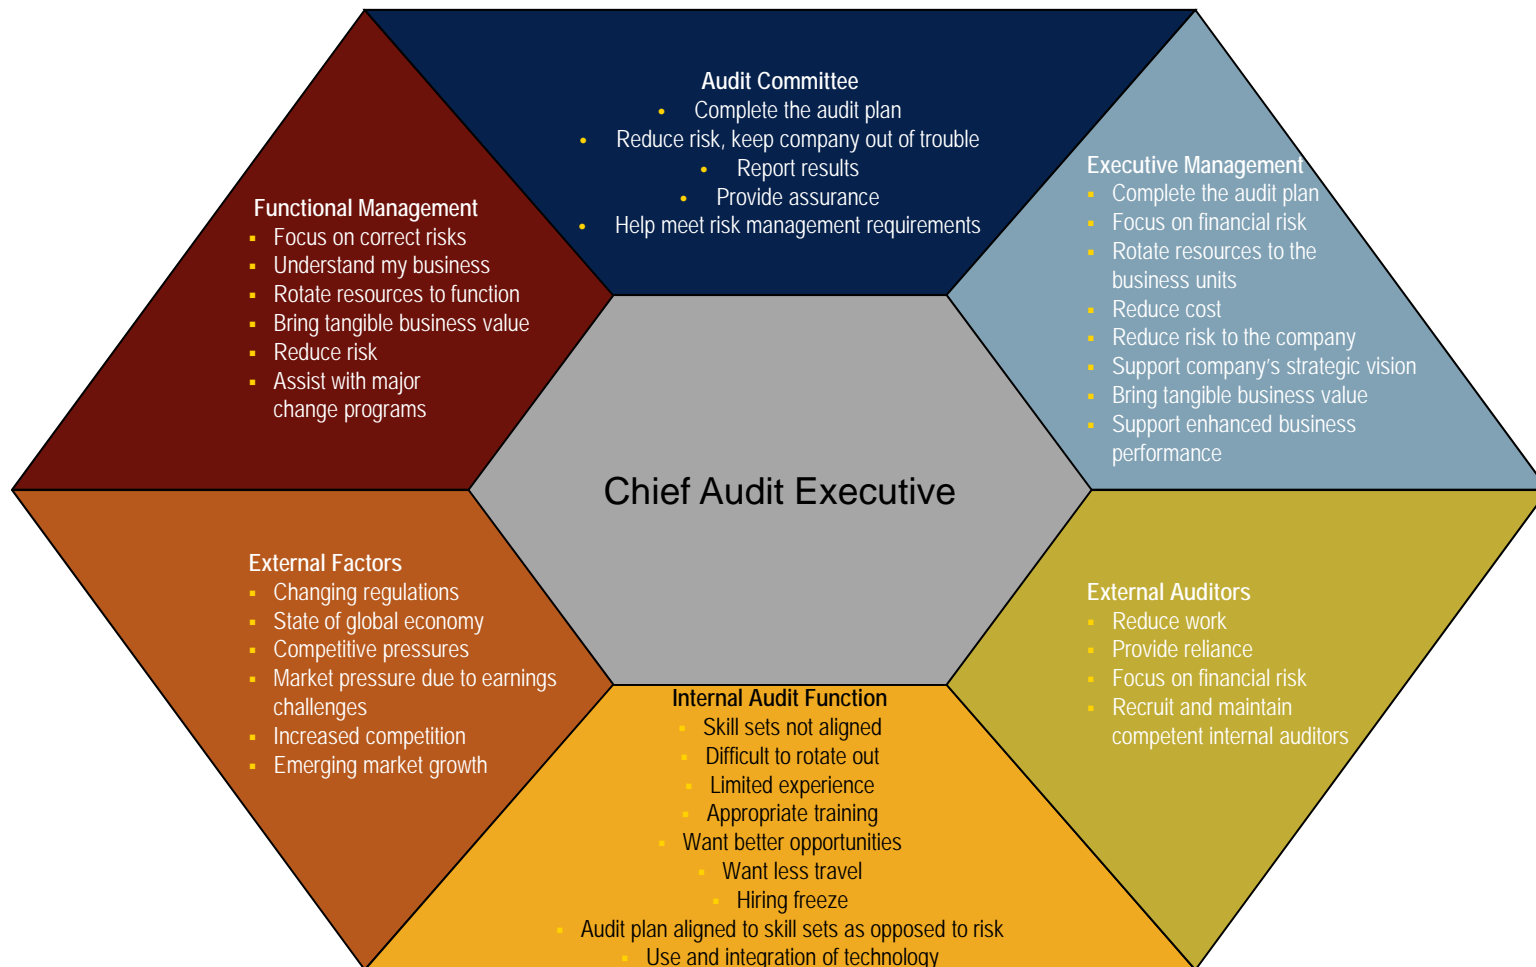 Audit Committee
• Complete the audit plan
• Reduce risk, keep company out of trouble
• Report results
• Provide assurance
• Help meet risk management requirements
Executive Management
▪ Complete the audit plan
▪ Focus on financial risk
▪ Rotate resources to the
business units
▪ Reduce cost
▪ Reduce risk to the company
▪ Support company’s strategic vision
▪ Bring tangible business value
▪ Support enhanced business
performance
Functional Management
▪ Focus on correct risks
▪ Understand my business
▪ Rotate resources to function
▪ Bring tangible business value
▪ Reduce risk
▪ Assist with major
change programs
Chief Audit Executive
External Factors
▪ Changing regulations
▪ State of global economy
▪ Competitive pressures
▪ Market pressure due to earnings
challenges
▪ Increased competition
▪ Emerging market growth
External Auditors
▪ Reduce work
▪ Provide reliance
▪ Focus on financial risk
▪ Recruit and maintain
competent internal auditors
Internal Audit Function
▪ Skill sets not aligned
▪ Difficult to rotate out
▪ Limited experience
▪ Appropriate training
▪ Want better opportunities
▪ Want less travel
▪ Hiring freeze
▪ Audit plan aligned to skill sets as opposed to risk
▪ Use and integration of technology